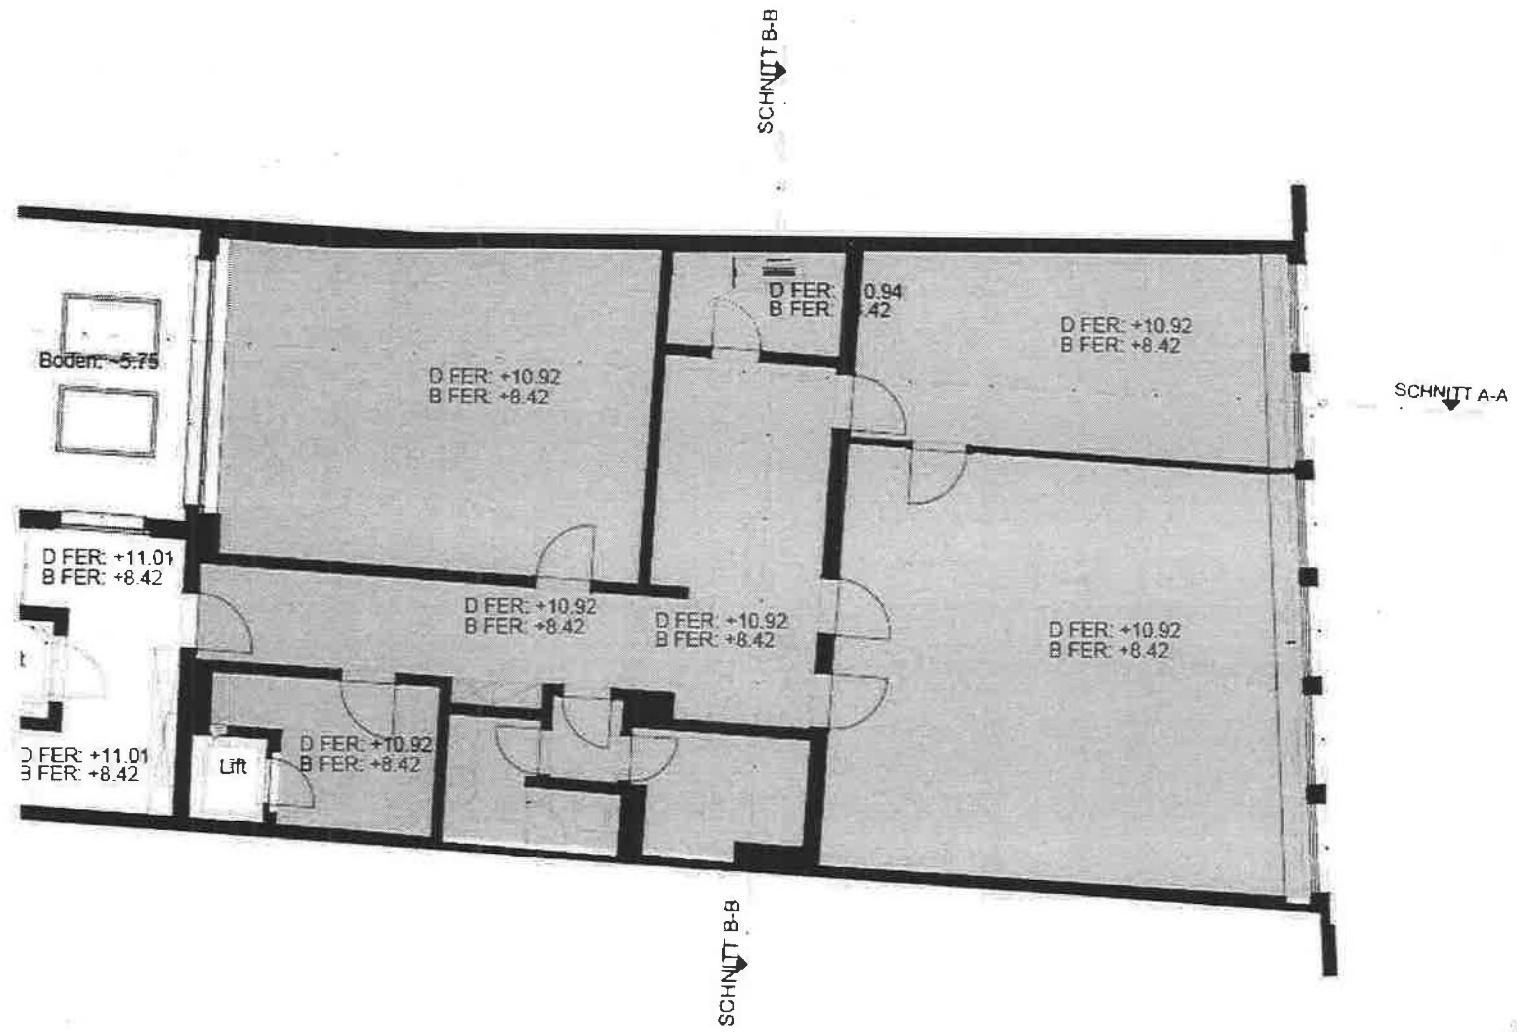 SCHNITT B-B
D FER: 0.94
B FER: .42
D FER: +10.92
B FER: +8.42
Boden: -5.75
D FER: +10.92
B FER: +8.42
SCHNITT A-A
D FER: +11.01
B FER: +8.42
D FER: +10.92
B FER: +8.42
D FER: +10.92
B FER: +8.42
D FER: +10.92
B FER: +8.42
t
D FER: +11.01
B FER: +8.42
Lift
D FER: +10.92
B FER: +8.42
SCHNITT B-B